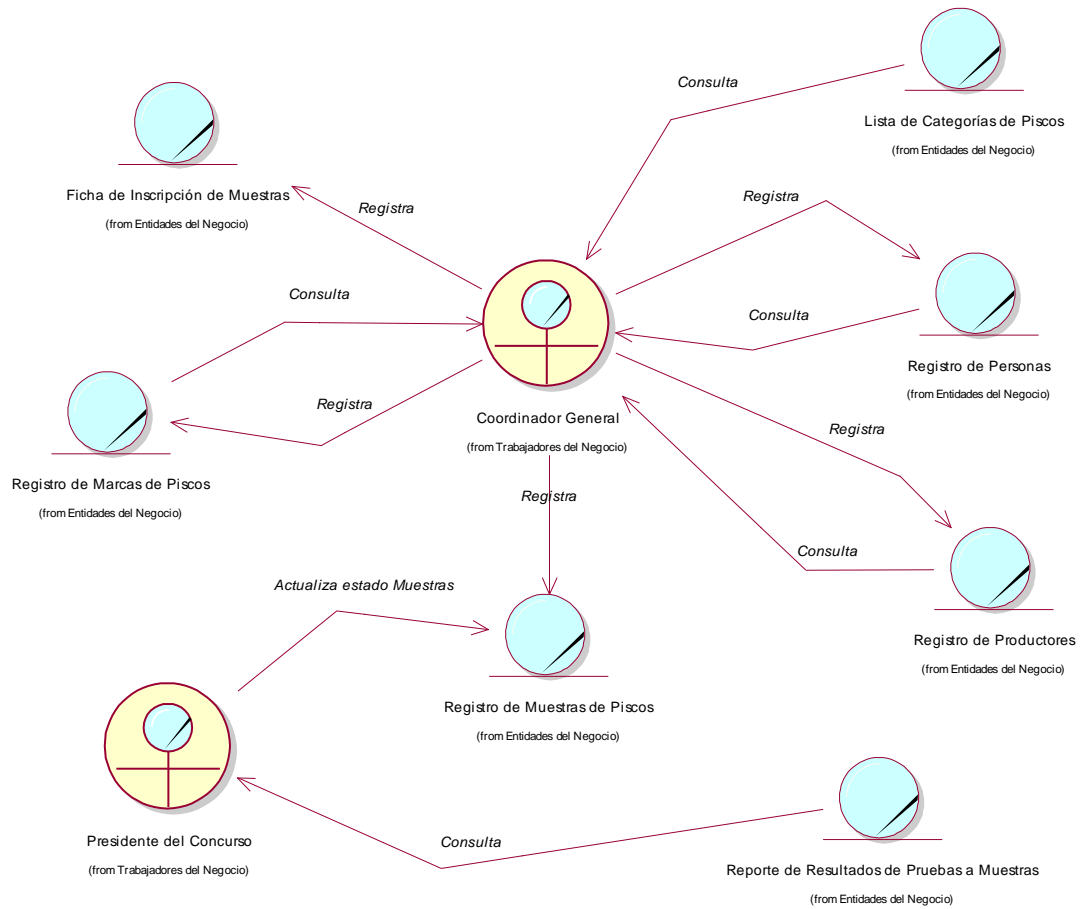 Consulta
Lista de Categorías de Piscos
(from Entidades del Negocio)
Ficha de Inscripción de Muestras
(from Entidades del Negocio)
Registra
Registra
Consulta
Consulta
Registro de Personas
(from Entidades del Negocio)
Registra
Coordinador General
(from Trabajadores del Negocio)
Registra
Registro de Marcas de Piscos
(from Entidades del Negocio)
Registra
Consulta
Actualiza estado Muestras
Registro de Productores
(from Entidades del Negocio)
Registro de Muestras de Piscos
(from Entidades del Negocio)
Presidente del Concurso
(from Trabajadores del Negocio)
Consulta
Reporte de Resultados de Pruebas a Muestras
(from Entidades del Negocio)